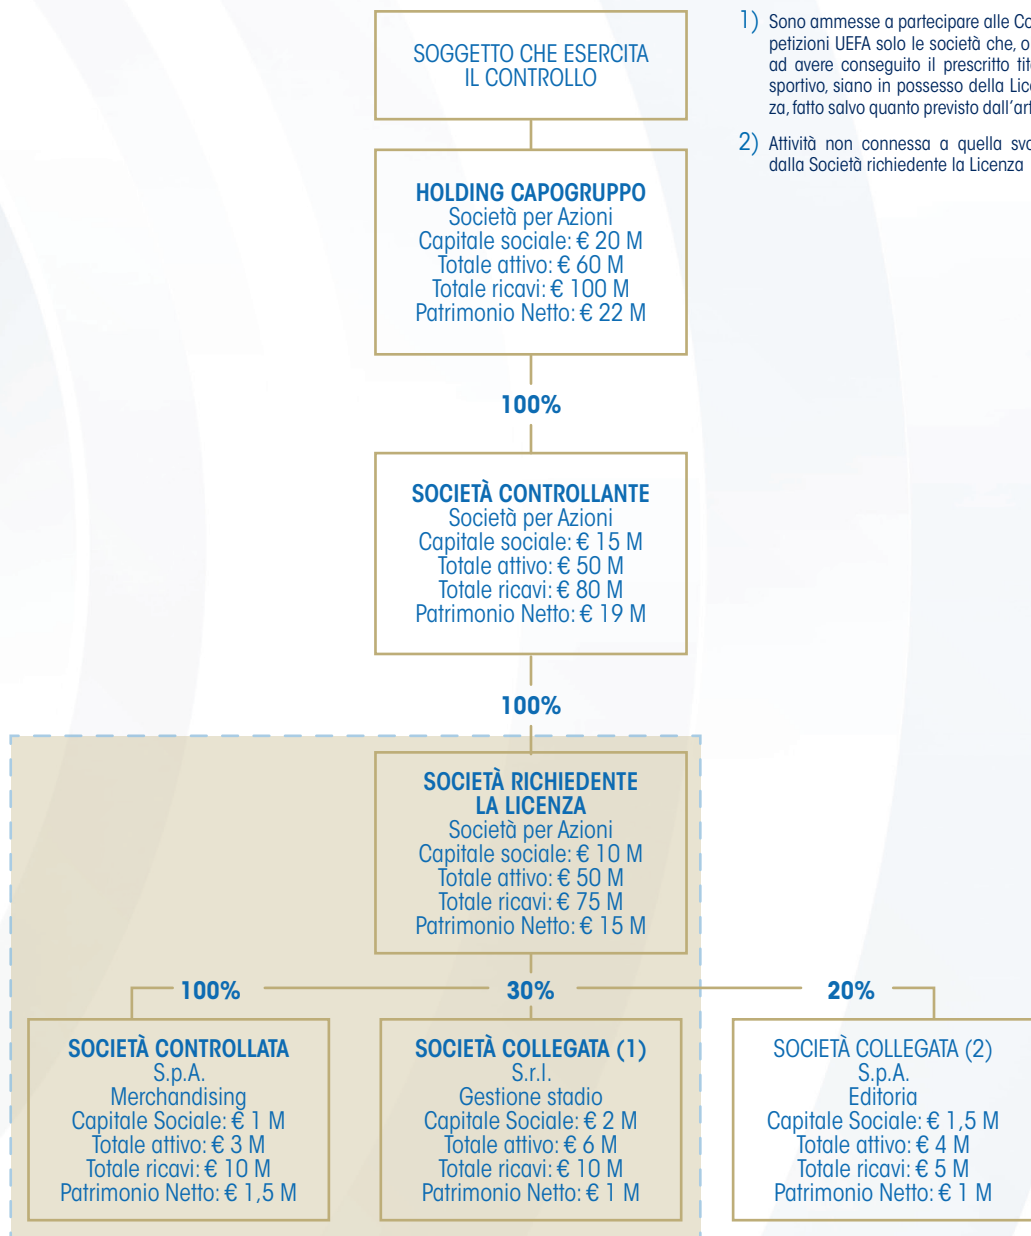 SOGGETTO CHE ESERCITA
IL CONTROLLO
1) Sono ammesse a partecipare alle
petizioni UEFA solo le società che,
ad avere conseguito il prescritto
sportivo, siano in possesso della
za, fatto salvo quanto previsto
2) Attività non connessa a quella
dalla Società richiedente la Licenza
HOLDING CAPOGRUPPO
Società per Azioni
Capitale sociale: € 20 M
Totale attivo: € 60 M
Totale ricavi: € 100 M
Patrimonio Netto: € 22 M
100%
SOCIETÀ CONTROLLANTE
Società per Azioni
Capitale sociale: € 15 M
Totale attivo: € 50 M
Totale ricavi: € 80 M
Patrimonio Netto: € 19 M
100%
SOCIETÀ RICHIEDENTE
LA LICENZA
Società per Azioni
Capitale sociale: € 10 M
Totale attivo: € 50 M
Totale ricavi: € 75 M
Patrimonio Netto: € 15 M
100%
30%
20%
SOCIETÀ CONTROLLATA
S.p.A.
Merchandising
Capitale Sociale: € 1 M
Totale attivo: € 3 M
Totale ricavi: € 10 M
Patrimonio Netto: € 1,5 M
SOCIETÀ COLLEGATA (1)
S.r.l.
Gestione stadio
Capitale Sociale: € 2 M
Totale attivo: € 6 M
Totale ricavi: € 10 M
Patrimonio Netto: € 1 M
SOCIETÀ COLLEGATA (2)
S.p.A.
Editoria
Capitale Sociale: € 1,5 M
Totale attivo: € 4 M
Totale ricavi: € 5 M
Patrimonio Netto: € 1 M